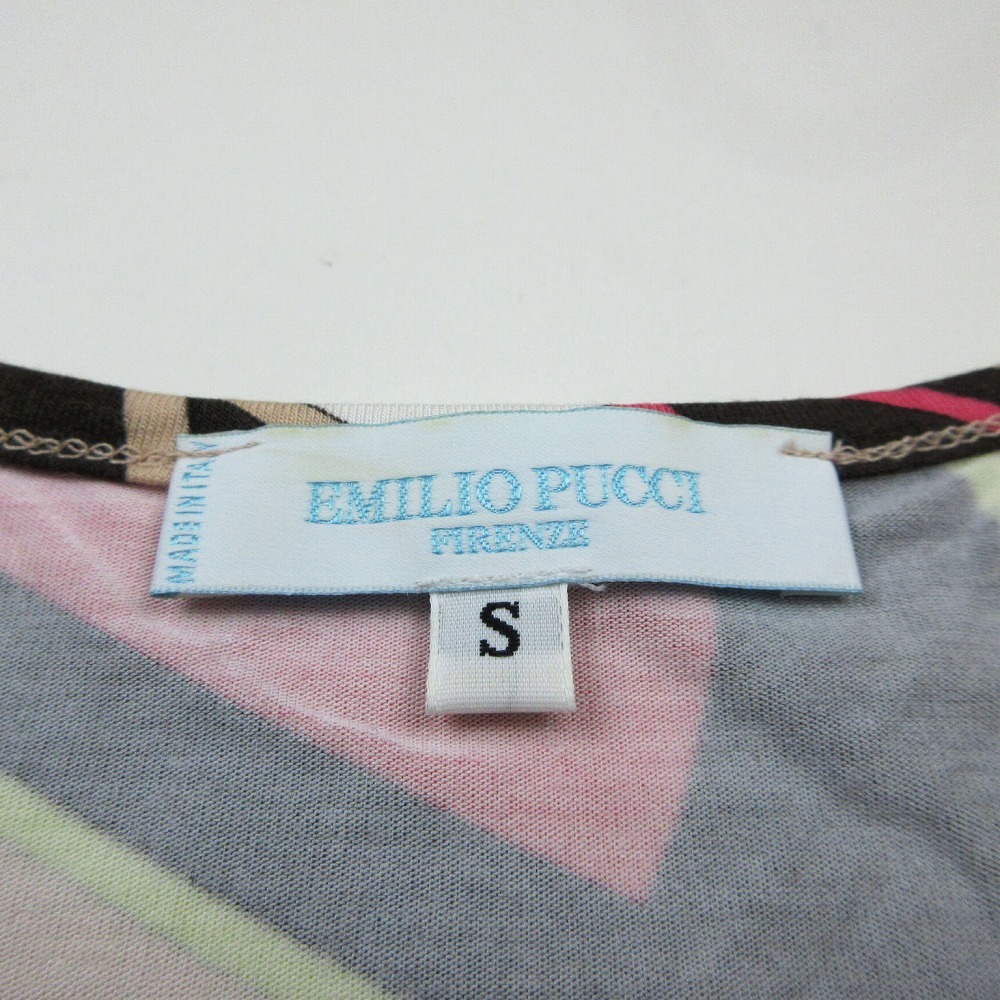 EMILIO PUCCI
FIRENZE
MADE IN ITALY
S